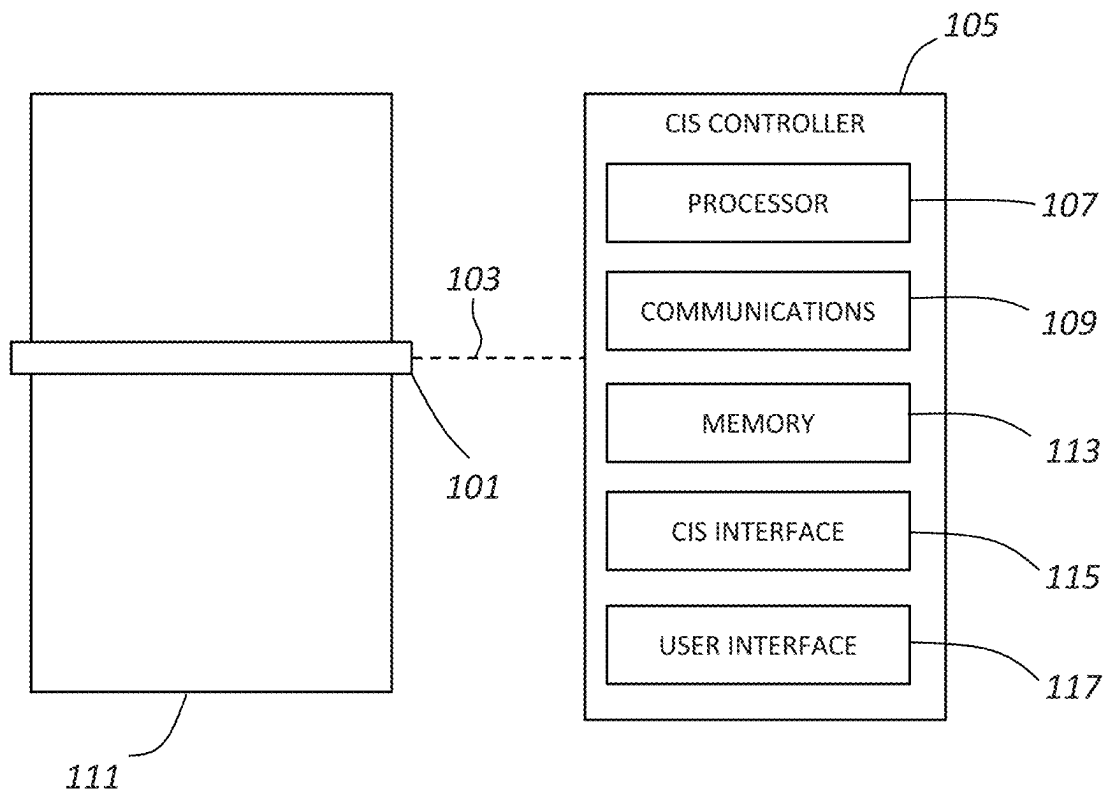 105
CIS CONTROLLER
PROCESSOR
107
103
COMMUNICATIONS
109
MEMORY
113
101
CIS INTERFACE
115
USER INTERFACE
117
111